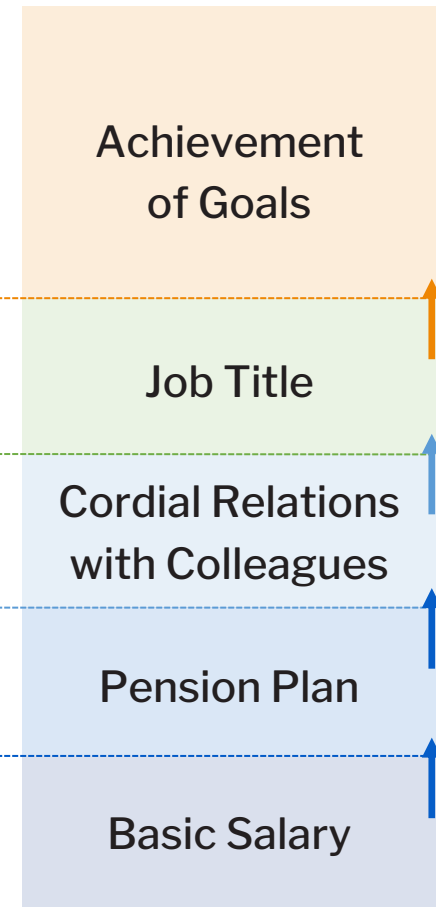 Achievement
of Goals
Job Title
Cordial Relations
with Colleagues
Pension Plan
Basic Salary